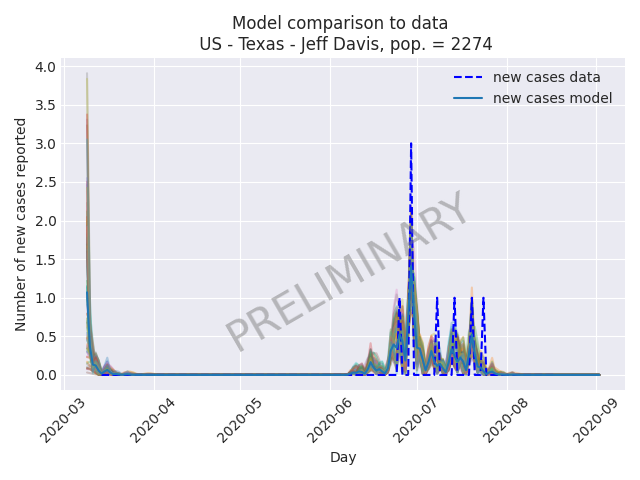 Model comparison to data
US - Texas - Jeff Davis, pop. = 2274
new cases data
new cases model
Number of new cases reported
4.0
3.5
3.0
2.5
2.0
1.5
1.0
0.5
0.0
PRELIMINARY
2020-03
2020-04
2020-05
2020-06
2020-07
2020-08
2020-09
Day